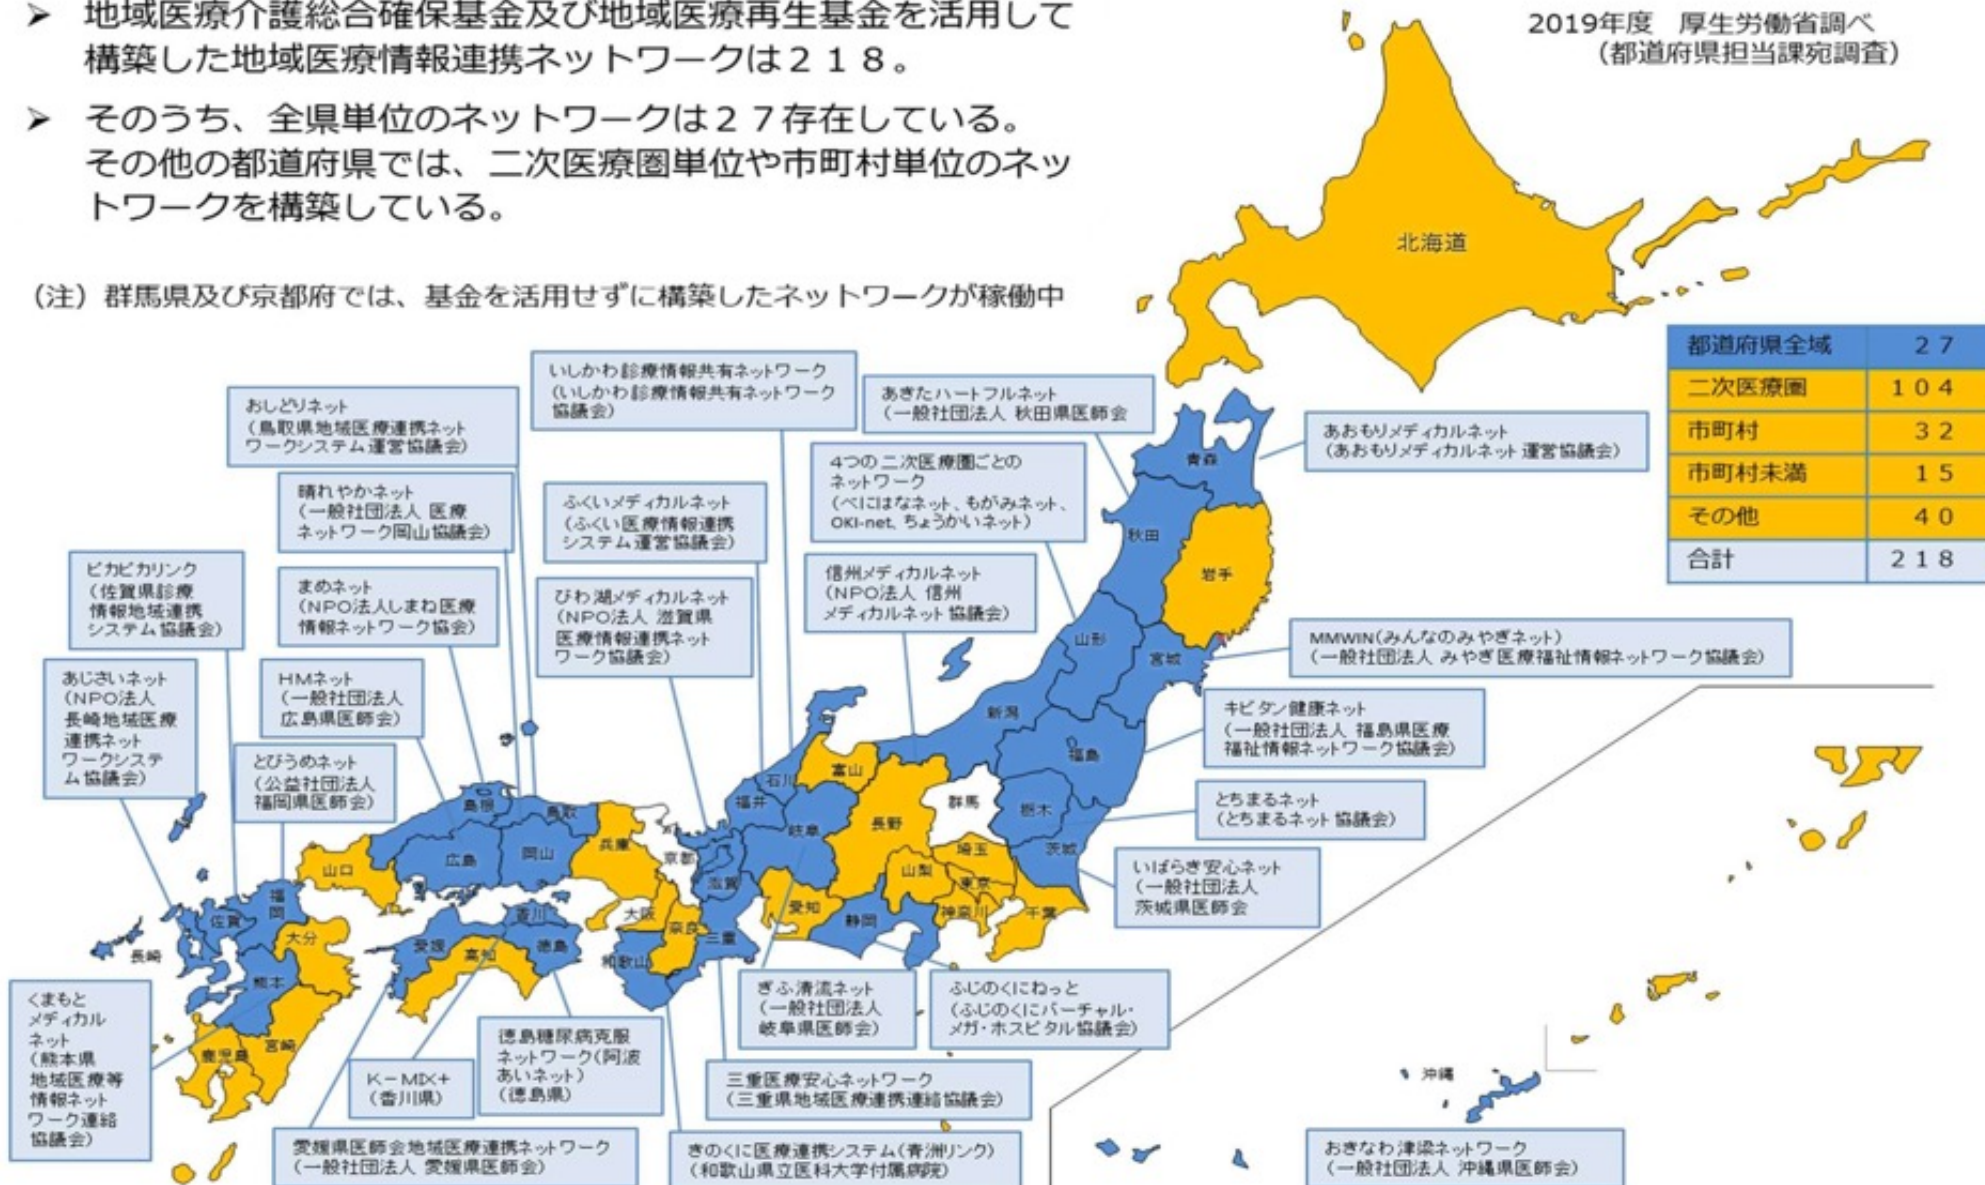 ➢ 地域医療介護総合確保基金及び地域医療再生基金を活用して
構築した地域医療情報連携ネットワークは２１８。
➢ そのうち、全県単位のネットワークは２７存在している。
その他の都道府県では、二次医療圏単位や市町村単位のネッ
トワークを構築している。
（注）群馬県及び京都府では、基金を活用せずに構築したネットワークが稼働中
2019年度　厚生労働省調べ
（都道府県担当課宛調査）
北海道
都道府県全域 ２７
二次医療圏 １０４
市町村 ３２
市町村未満 １５
その他 ４０
合計 ２１８
いしかわ診療情報共有ネットワーク
（いしかわ診療情報共有ネットワーク
協議会）
あきたハートフルネット
（一般社団法人 秋田県医師会
おしどりネット
（鳥取県地域医療連携ネット
ワークシステム運営協議会）
あおもりメディカルネット
（あおもりメディカルネット 運営協議会）
4つの二次医療圏ごとの
ネットワーク
（べにはなネット、もがみネット、
OKI-net、ちょうかいネット）
晴れやかネット
（一般社団法人 医療
ネットワーク岡山協議会）
ふくいメディカルネット
（ふくい医療情報連携
システム運営協議会）
ピカピカリンク
（佐賀県診療
情報地域連携
システム協議会）
まめネット
（NPO法人しまね医療
情報ネットワーク協会）
びわ湖メディカルネット
（NPO法人 滋賀県
医療情報連携ネット
ワーク協議会）
信州メディカルネット
（NPO法人 信州
メディカルネット 協議会）
MMWIN(みんなのみやぎネット)
（一般社団法人 みやぎ医療福祉情報ネットワーク協議会）
あじさいネット
（NPO法人
長崎地域医療
連携ネット
ワークシステ
ム協議会）
HMネット
（一般社団法人
広島県医師会）
キビタン健康ネット
（一般社団法人 福島県医療
福祉情報ネットワーク協議会）
とびうめネット
（公益社団法人
福岡県医師会）
とちまるネット
（とちまるネット 協議会）
いばらき安心ネット
（一般社団法人
茨城県医師会
青森
秋田
岩手
山形
宮城
新潟
福島
石川
富山
群馬
栃木
福井
岐阜
長野
茨城
島根
鳥取
兵庫
京都
埼玉
広島
岡山
滋賀
山梨
東京
山口
愛知
静岡
神奈川
千葉
福岡
佐賀
香川
大阪
奈良
三重
大分
愛媛
高知
徳島
和歌山
長崎
熊本
鹿児島
宮崎
沖縄
くまもと
メディカル
ネット
（熊本県
地域医療等
情報ネット
ワーク連絡
協議会）
ぎふ清流ネット
（一般社団法人
岐阜県医師会）
ふじのくにねっと
（ふじのくにバーチャル・
メガ・ホスピタル協議会）
徳島糖尿病克服
ネットワーク（阿波
あいネット）
（徳島県）
K－MIX＋
（香川県）
三重医療安心ネットワーク
（三重県地域医療連携連絡協議会）
愛媛県医師会地域医療連携ネットワーク
（一般社団法人 愛媛県医師会）
きのくに医療連携システム（青洲リンク）
（和歌山県立医科大学付属病院）
おきなわ津梁ネットワーク
（一般社団法人 沖縄県医師会）